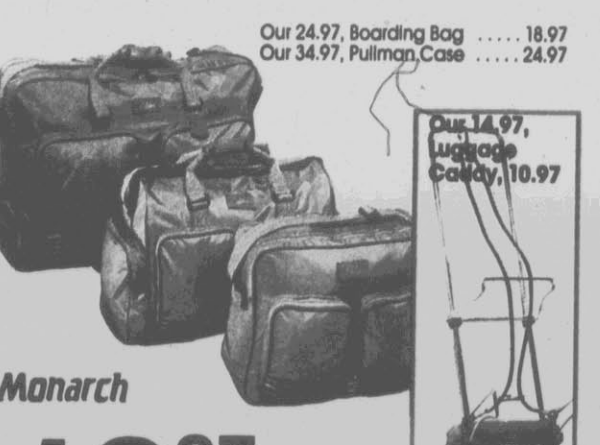 Our 24.97, Boarding Bag ..... 18.97
Our 34.97, Pullman Case ..... 24.97
Our 14.97,
Luggage
Caddy, 10.97
Monarch